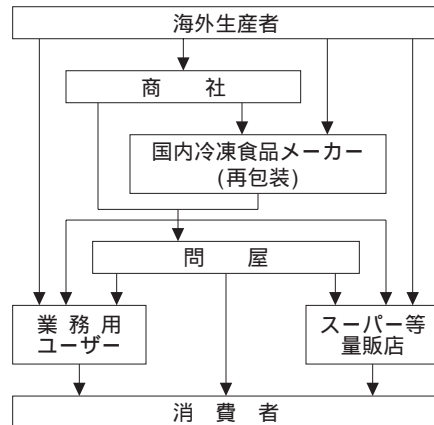 海外生産者
商　　社
国内冷凍食品メーカー
(再包装)
問　　屋
業 務 用
ユーザー
スーパー等
量販店
消　費　者